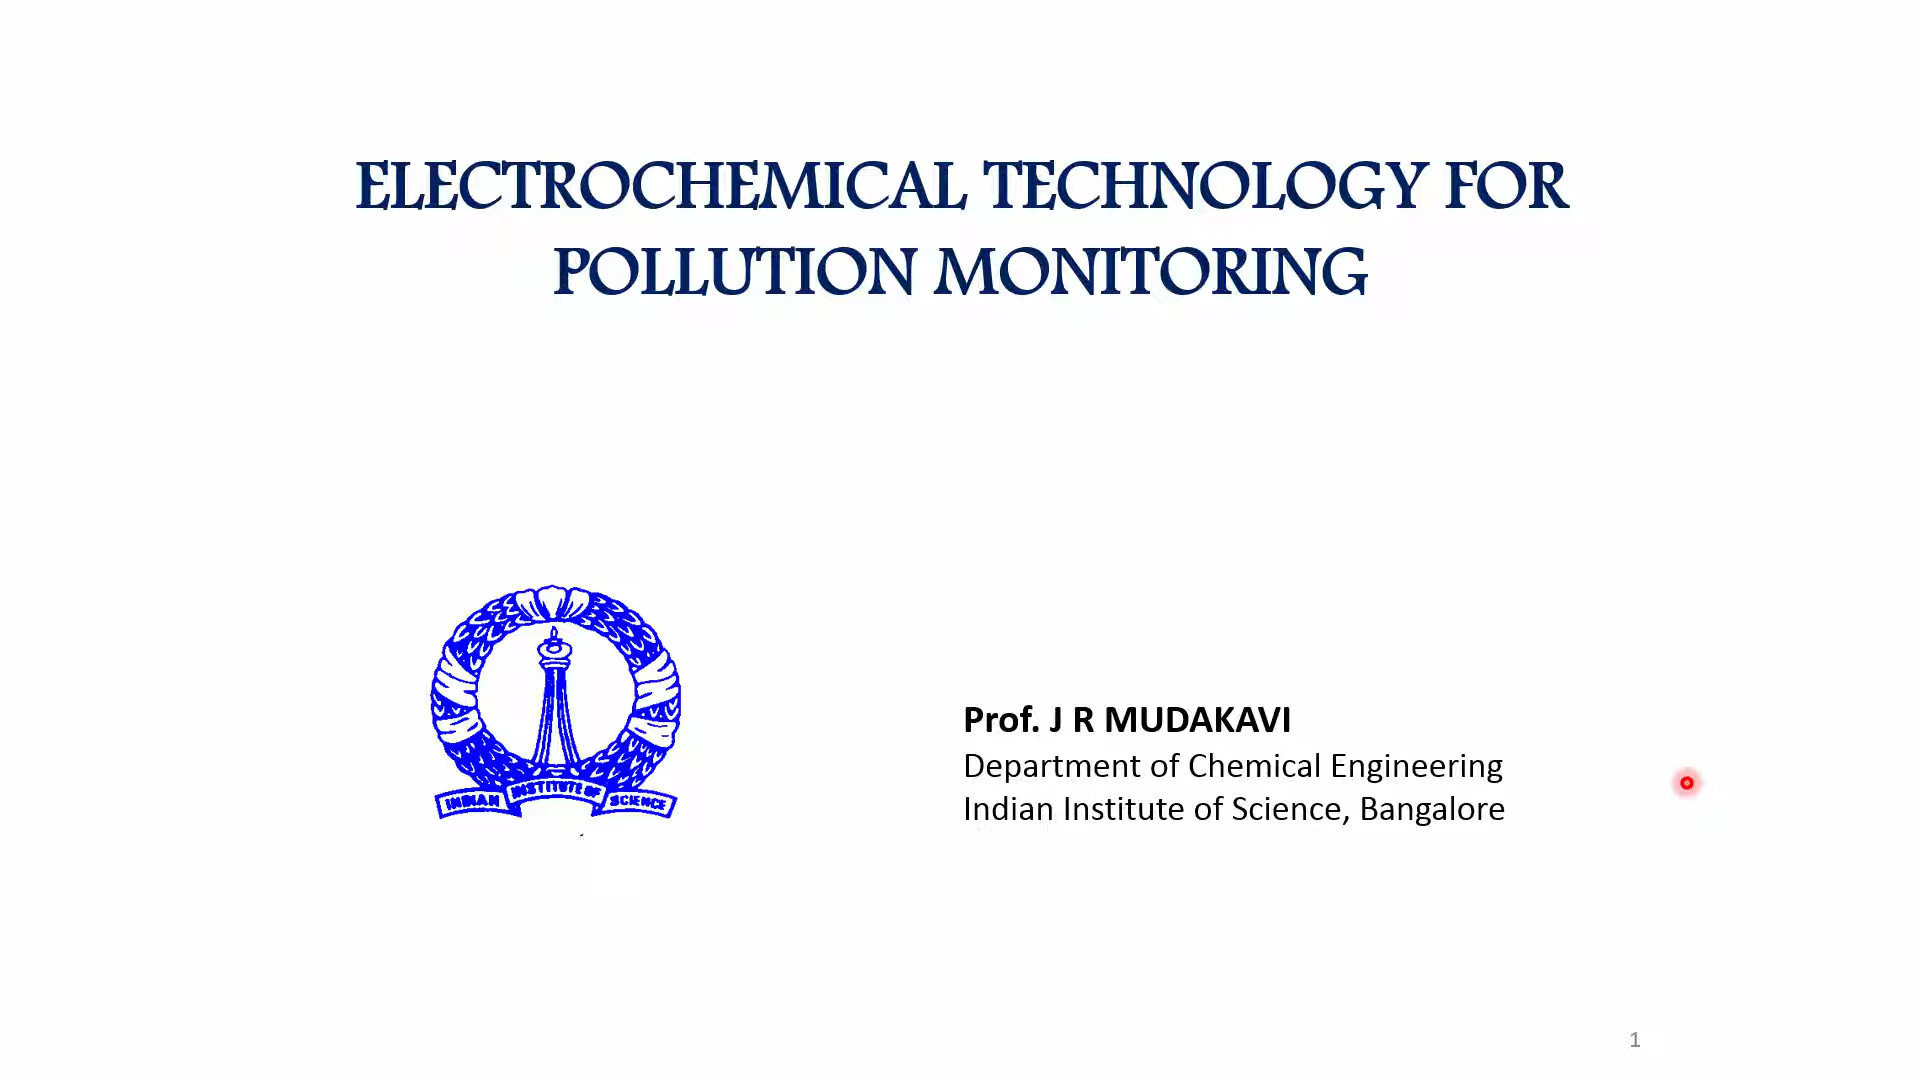 ELECTROCHEMICAL TECHNOLOGY FOR
POLLUTION MONITORING
INDIAN INSTITUTE OF SCIENCE
Prof. J R MUDAKAVI
Department of Chemical Engineering
Indian Institute of Science, Bangalore
1